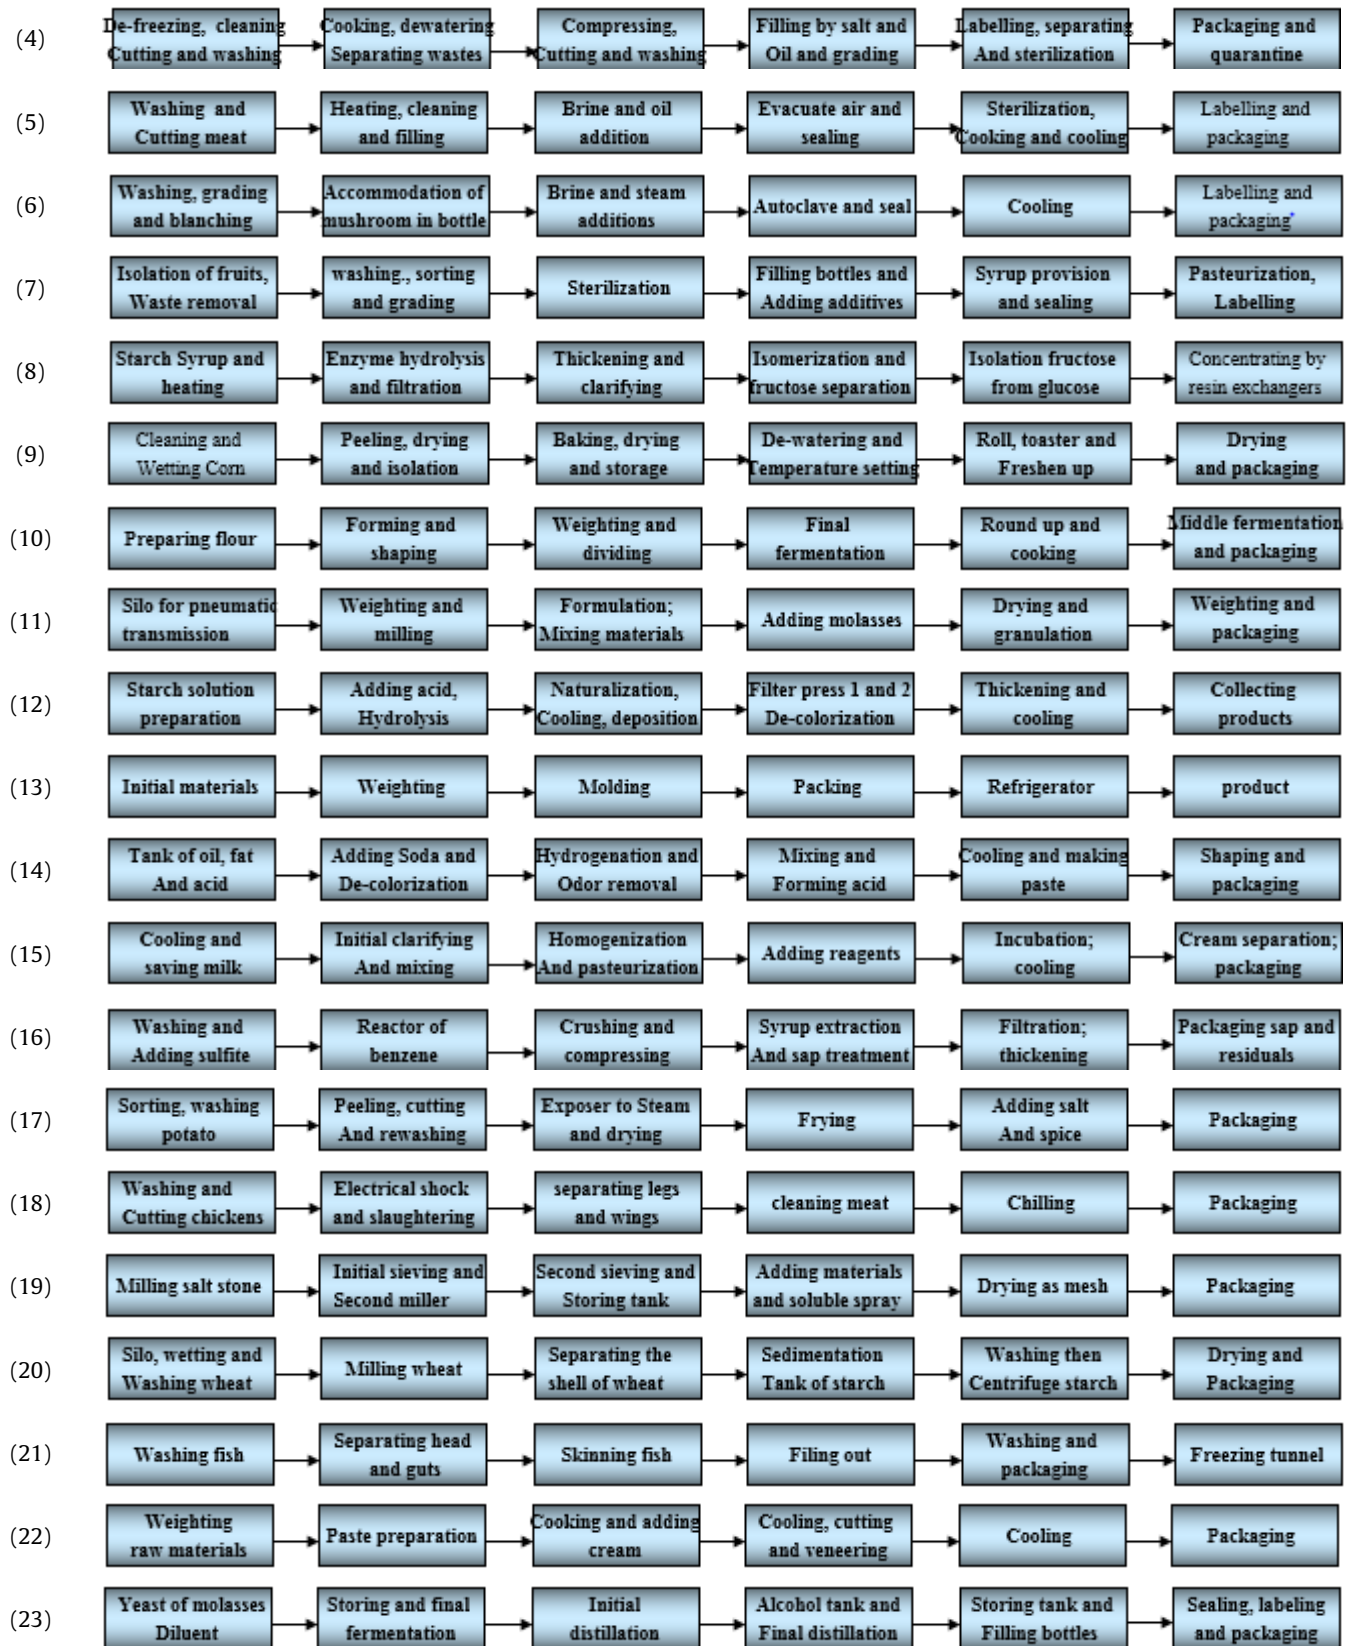 (4)
De-freezing, cleaning
Cutting and washing
Cooking, dewatering
Separating wastes
Compressing,
Cutting and washing
Filling by salt and
Oil and grading
Labelling, separating
And sterilization
Packaging and
quarantine
(5)
Washing and
Cutting meat
Heating, cleaning
and filling
Brine and oil
addition
Evacuate air and
sealing
Sterilization,
Cooking and cooling
Labelling and
packaging
(6)
Washing, grading
and blanching
Accommodation of
mushroom in bottle
Brine and steam
additions
Autoclave and seal
Cooling
Labelling and
packaging
(7)
Isolation of fruits,
Waste removal
washing., sorting
and grading
Sterilization
Filling bottles and
Adding additives
Syrup provision
and sealing
Pasteurization,
Labelling
(8)
Starch Syrup and
heating
Enzyme hydrolysis
and filtration
Thickening and
clarifying
Isomerization and
fructose separation
Isolation fructose
from glucose
Concentrating by
resin exchangers
(9)
Cleaning and
Wetting Corn
Peeling, drying
and isolation
Baking, drying
and storage
De-watering and
Temperature setting
Roll, toaster and
Freshen up
Drying
and packaging
(10)
Preparing flour
Forming and
shaping
Weighting and
dividing
Final
fermentation
Round up and
cooking
Middle fermentation
and packaging
(11)
Silo for pneumatic
transmission
Weighting and
milling
Formulation;
Mixing materials
Adding molasses
Drying and
granulation
Weighting and
packaging
(12)
Starch solution
preparation
Adding acid,
Hydrolysis
Naturalization,
Cooling, deposition
Filter press 1 and 2
De-colorization
Thickening and
cooling
Collecting
products
(13)
Initial materials
Weighting
Molding
Packing
Refrigerator
product
(14)
Tank of oil, fat
And acid
Adding Soda and
De-colorization
Hydrogenation and
Odor removal
Mixing and
Forming acid
Cooling and making
paste
Shaping and
packaging
(15)
Cooling and
saving milk
Initial clarifying
And mixing
Homogenization
And pasteurization
Adding reagents
Incubation;
cooling
Cream separation;
packaging
(16)
Washing and
Adding sulfite
Reactor of
benzene
Crushing and
compressing
Syrup extraction
And sap treatment
Filtration;
thickening
Packaging sap and
residuals
(17)
Sorting, washing
potato
Peeling, cutting
And rewashing
Exposer to Steam
and drying
Frying
Adding salt
And spice
Packaging
(18)
Washing and
Cutting chickens
Electrical shock
and slaughtering
separating legs
and wings
cleaning meat
Chilling
Packaging
(19)
Milling salt stone
Initial sieving and
Second miller
Second sieving and
Storing tank
Adding materials
and soluble spray
Drying as mesh
Packaging
(20)
Silo, wetting and
Washing wheat
Milling wheat
Separating the
shell of wheat
Sedimentation
Tank of starch
Washing then
Centrifuge starch
Drying and
Packaging
(21)
Washing fish
Separating head
and guts
Skinning fish
Filing out
Washing and
packaging
Freezing tunnel
(22)
Weighting
raw materials
Paste preparation
Cooking and adding
cream
Cooling, cutting
and veneering
Cooling
Packaging
(23)
Yeast of molasses
Diluent
Storing and final
fermentation
Initial
distillation
Alcohol tank and
Final distillation
Storing tank and
Filling bottles
Sealing, labeling
and packaging